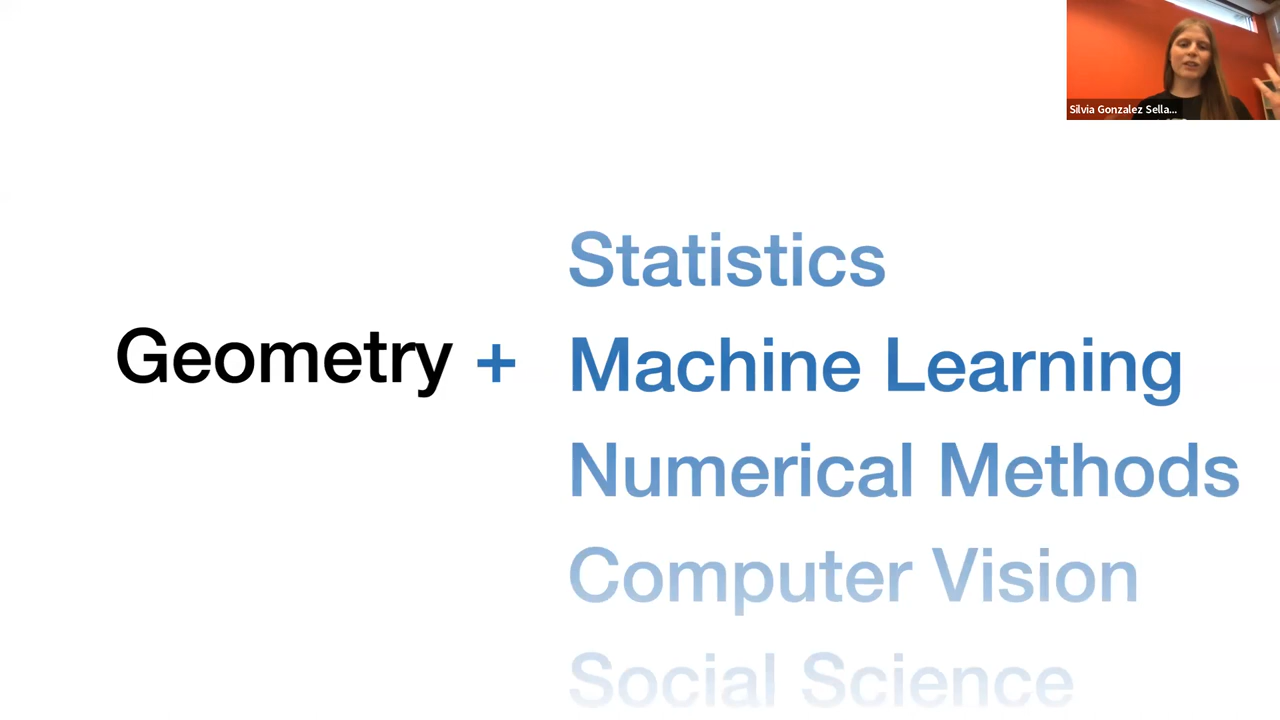 Silvia Gonzalez Sella...
Statistics
Geometry + Machine Learning
Numerical Methods
Computer Vision
Social Science